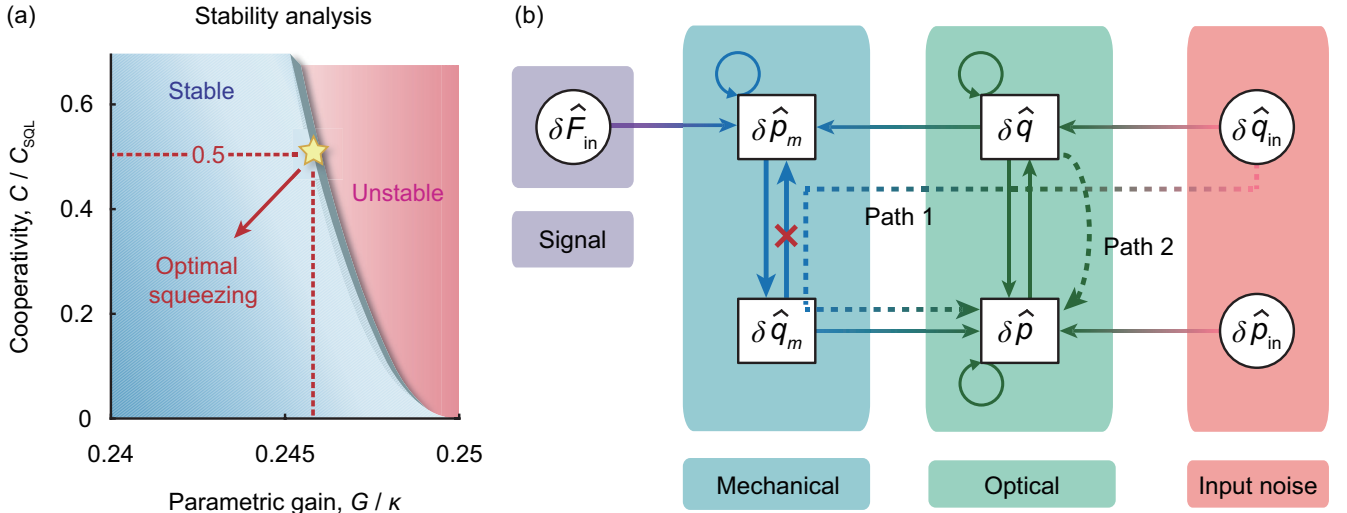 (a)
Stability analysis
Cooperativity, C / C_SQL
0.6
0.4
0.2
0
Stable
0.5
Unstable
Optimal
squeezing
0.24
0.245
0.25
Parametric gain, G / κ
(b)
δF̂_in
Signal
δp̂_m
δq̂
δq̂_in
Path 1
Path 2
δq̂_m
δp̂
δp̂_in
Mechanical
Optical
Input noise